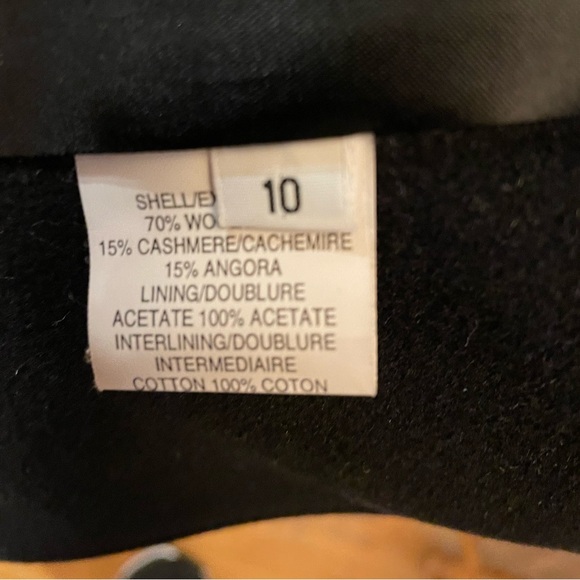 10
SHELL/EX
70% WO
15% CASHMERE/CACHEMIRE
15% ANGORA
LINING/DOUBLURE
ACETATE 100% ACETATE
INTERLINING/DOUBLURE
INTERMEDIAIRE
COTTON 100% COTON